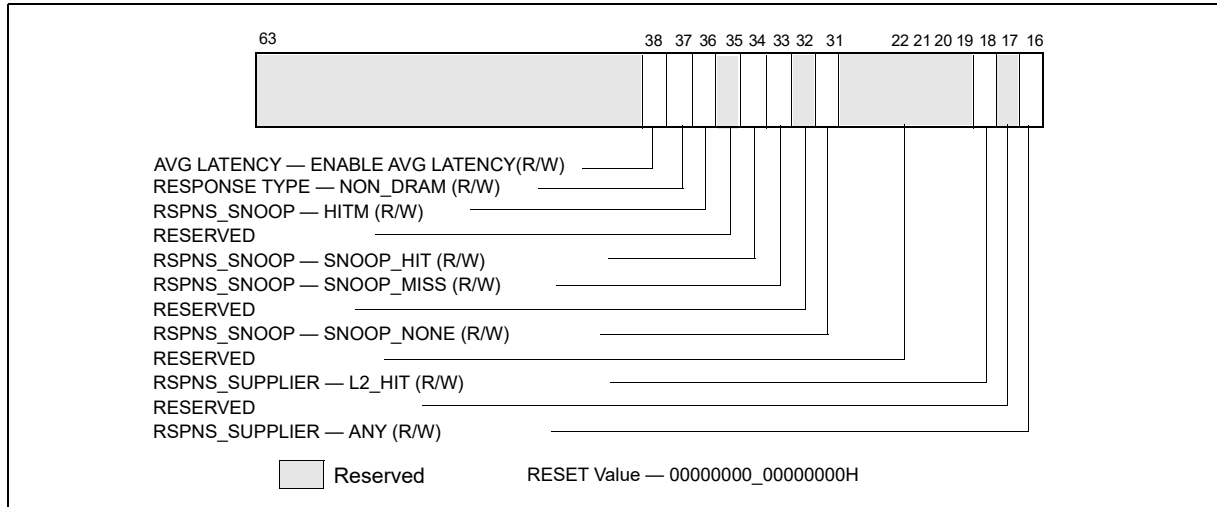 63 38 37 36 35 34 33 32 31 22 21 20 19 18 17 16
AVG LATENCY — ENABLE AVG LATENCY(R/W)
RESPONSE TYPE — NON_DRAM (R/W)
RSPNS_SNOOP — HITM (R/W)
RESERVED
RSPNS_SNOOP — SNOOP_HIT (R/W)
RSPNS_SNOOP — SNOOP_MISS (R/W)
RESERVED
RSPNS_SNOOP — SNOOP_NONE (R/W)
RESERVED
RSPNS_SUPPLIER — L2_HIT (R/W)
RESERVED
RSPNS_SUPPLIER — ANY (R/W)
Reserved RESET Value — 00000000_00000000H